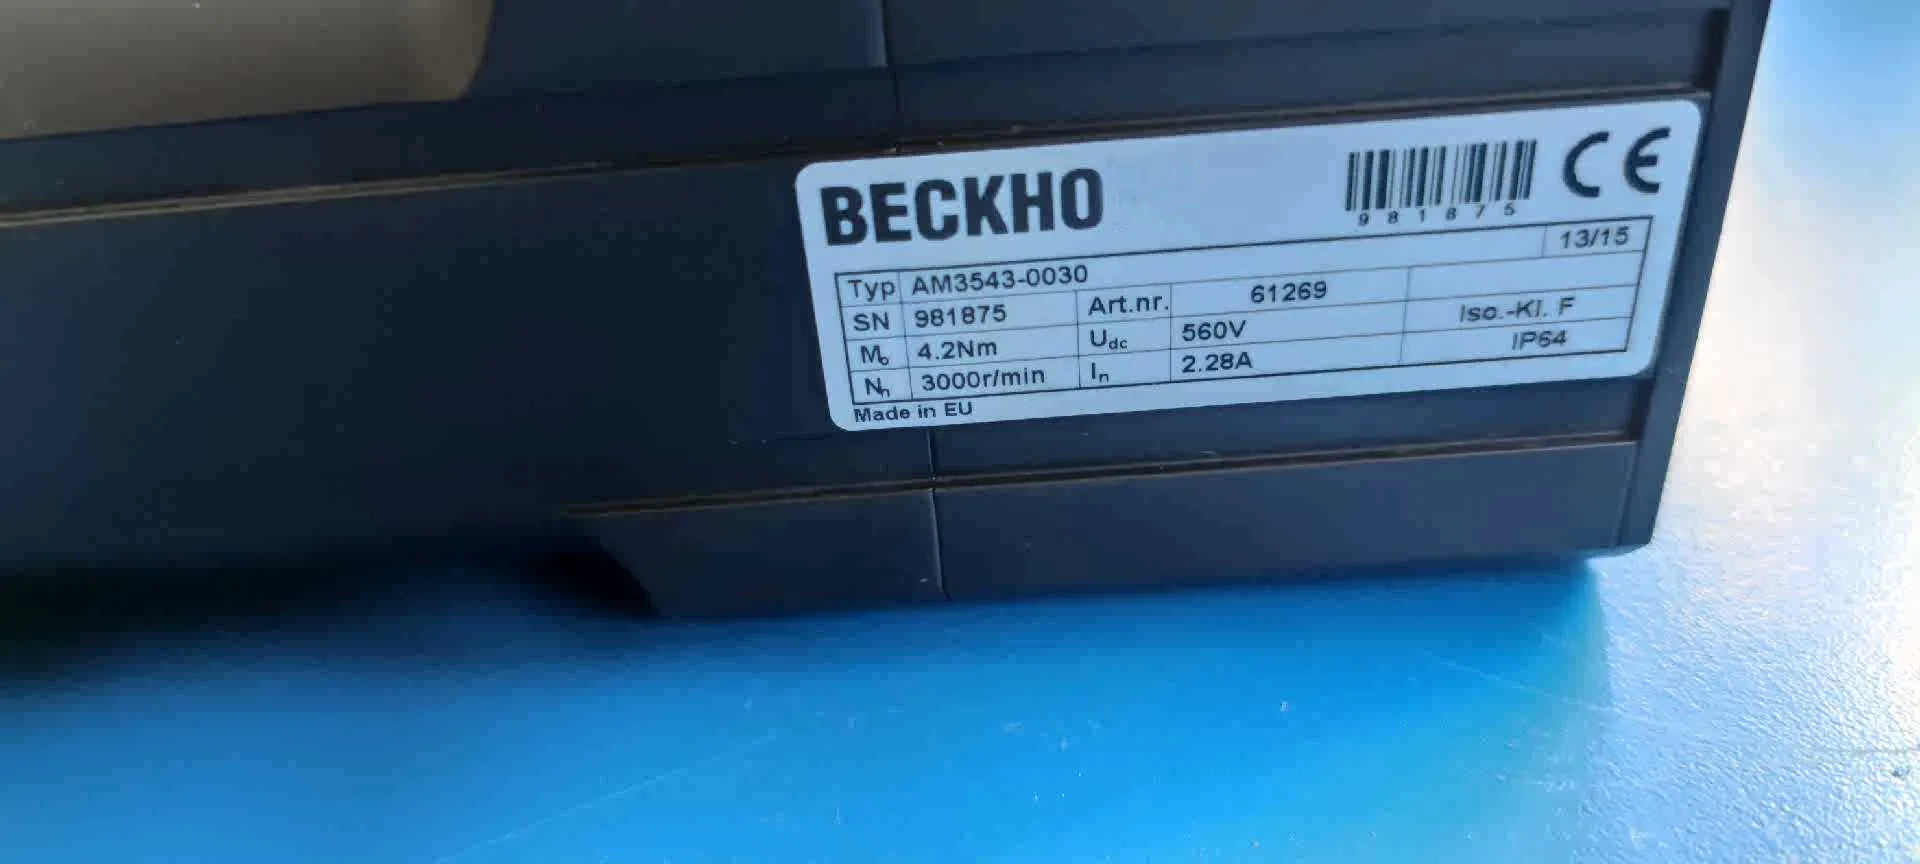 BECKHO
981875
CE
13/15
Typ AM3543-0030
SN 981875 Art.nr. 61269
Mo 4.2Nm Udc 560V Iso.-Kl. F
Nn 3000r/min In 2.28A IP64
Made in EU